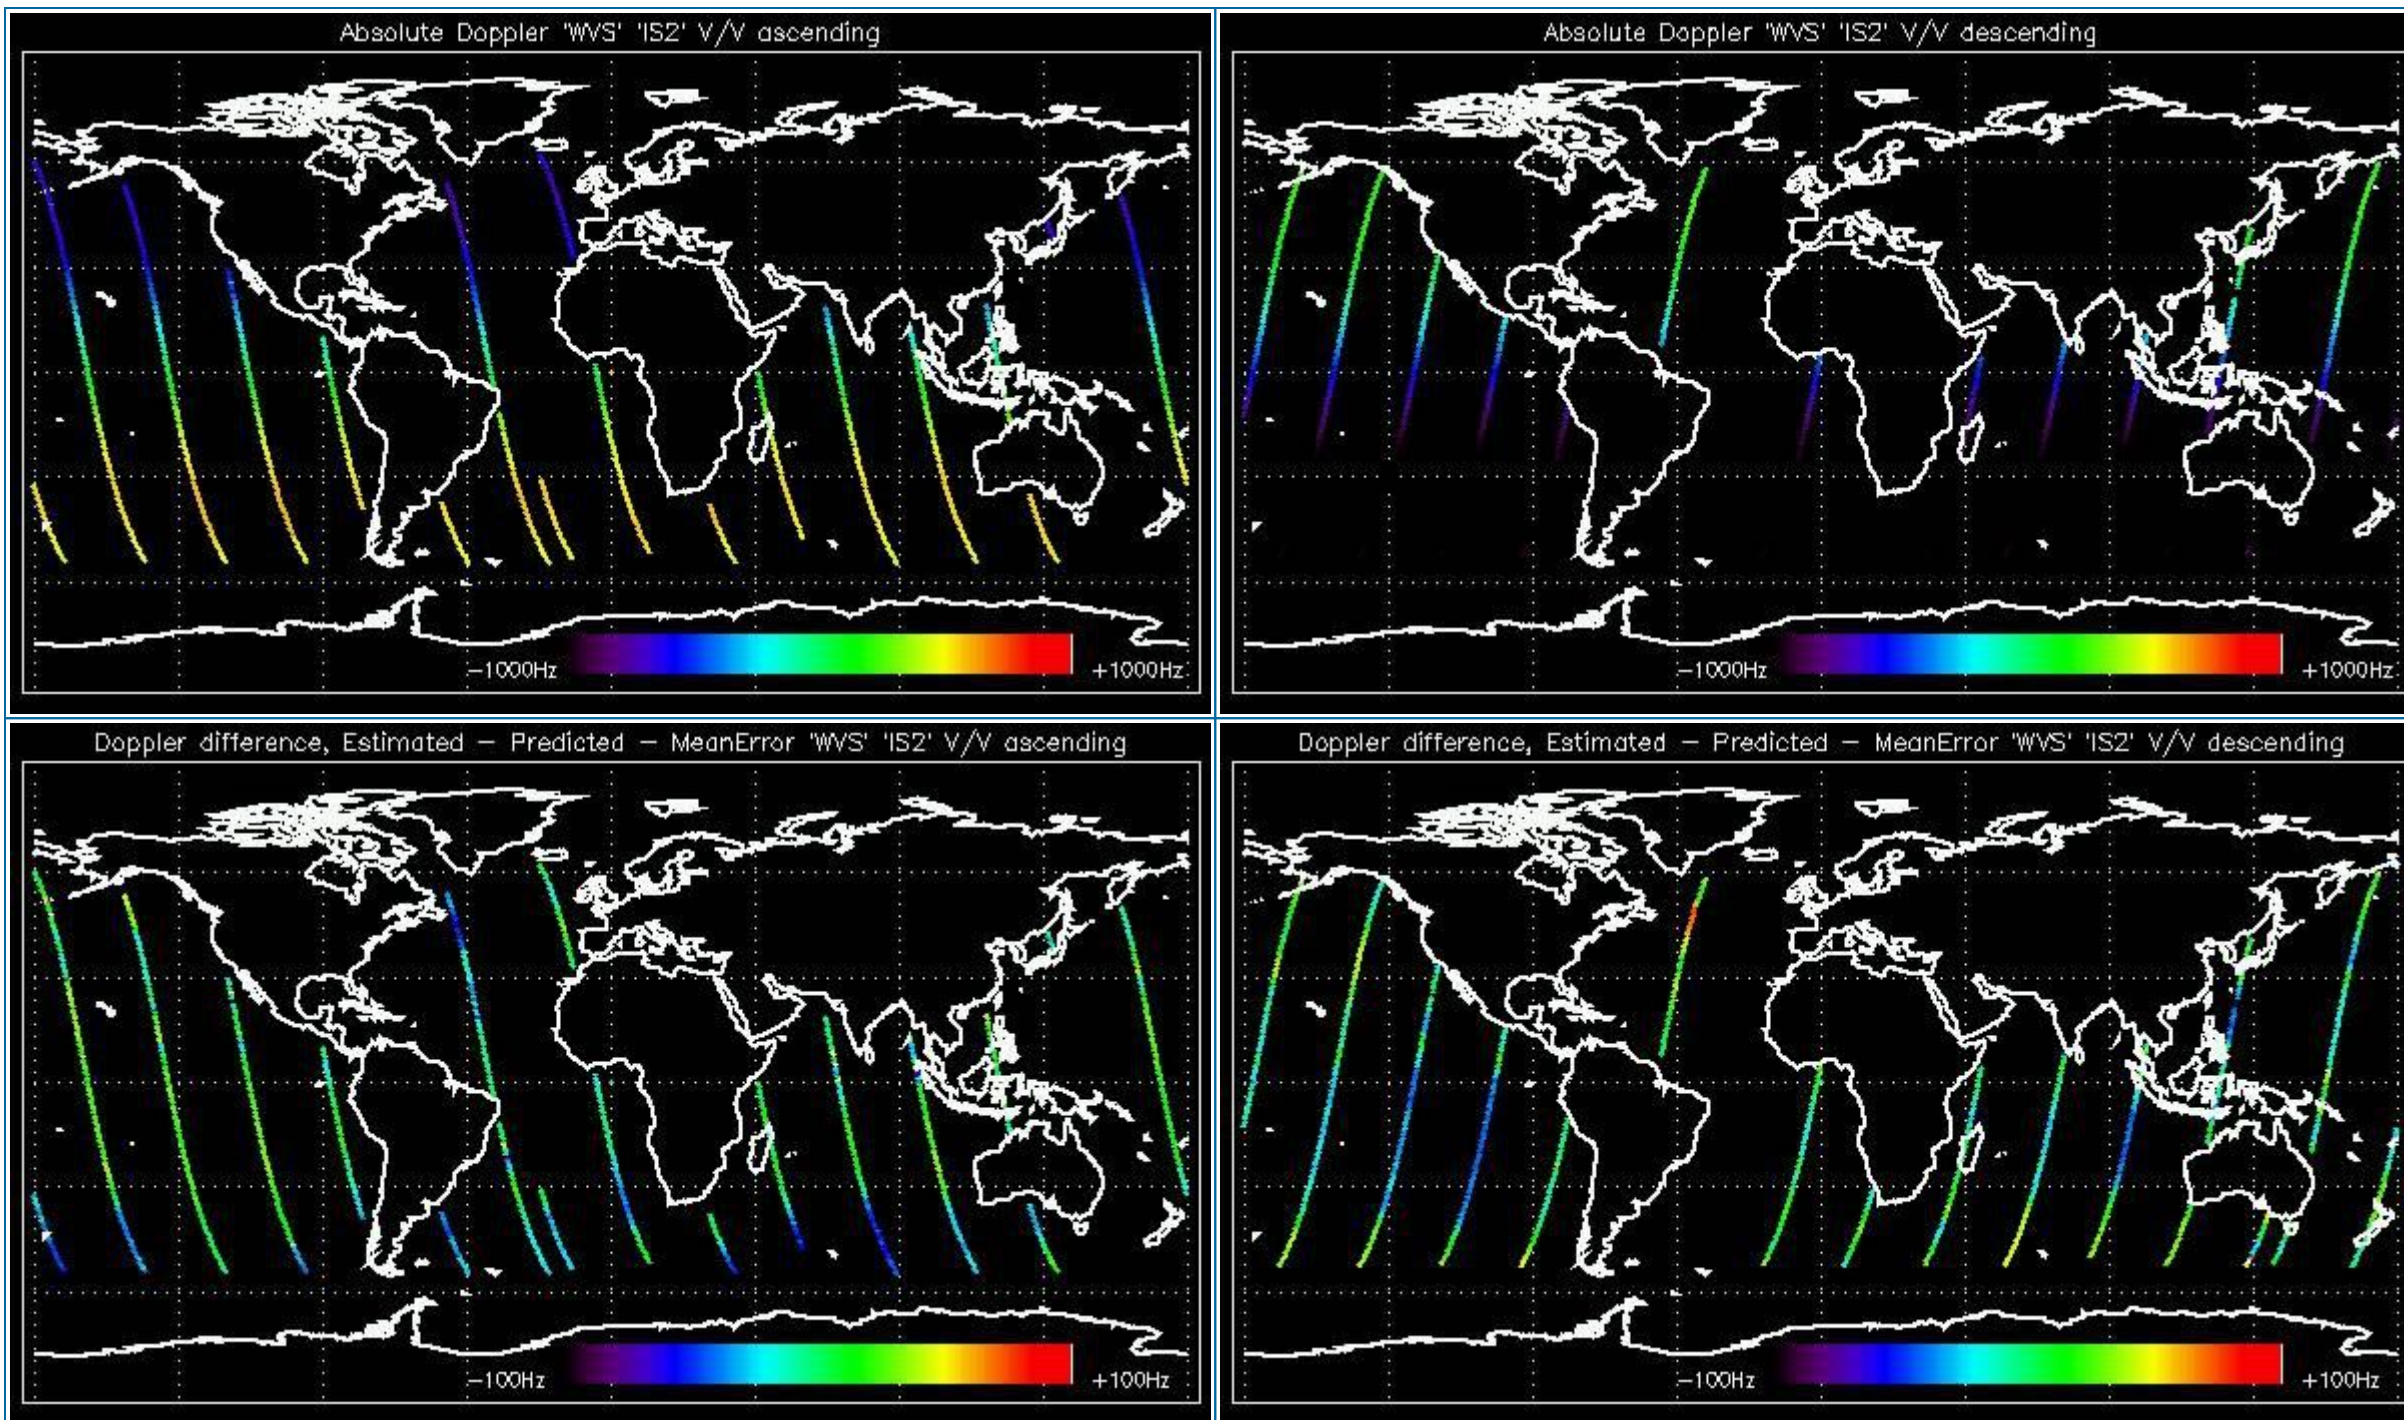 Absolute Doppler 'WVS' 'IS2' V/V ascending
-1000Hz
+1000Hz
Absolute Doppler 'WVS' 'IS2' V/V descending
-1000Hz
+1000Hz
Doppler difference, Estimated - Predicted - MeanError 'WVS' 'IS2' V/V ascending
-100Hz
+100Hz
Doppler difference, Estimated - Predicted - MeanError 'WVS' 'IS2' V/V descending
-100Hz
+100Hz